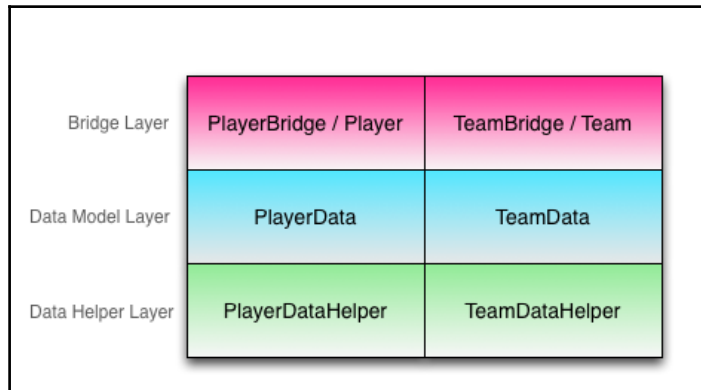 Bridge Layer
PlayerBridge / Player
TeamBridge / Team
Data Model Layer
PlayerData
TeamData
Data Helper Layer
PlayerDataHelper
TeamDataHelper